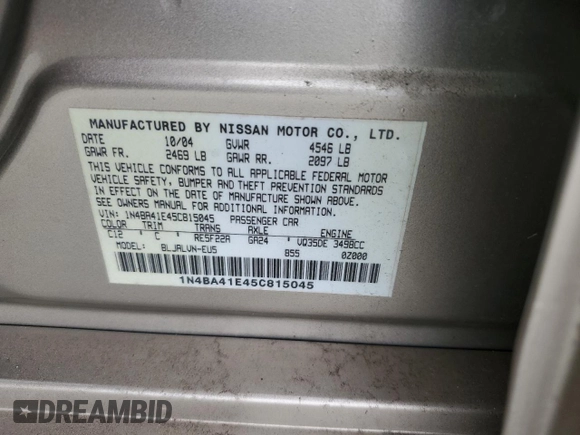 MANUFACTURED BY NISSAN MOTOR CO., LTD.
DATE 10/04 GVWR 4546 LB
GAWR FR. 2469 LB GAWR RR. 2097 LB
THIS VEHICLE CONFORMS TO ALL APPLICABLE FEDERAL MOTOR
VEHICLE SAFETY, BUMPER AND THEFT PREVENTION STANDARDS
IN EFFECT ON THE DATE OF MANUFACTURE SHOWN ABOVE.
SEE OWNERS MANUAL FOR ADDITIONAL INFORMATION.
VIN: 1N4BA41E45C815045 PASSENGER CAR
COLOR TRIM TRANS AXLE ENGINE
C12 C RE5F22A GA24 VQ35DE 3498CC
MODEL: BLJALVN-EUS B55 0Z000
1N4BA41E45C815045
DREAMBID